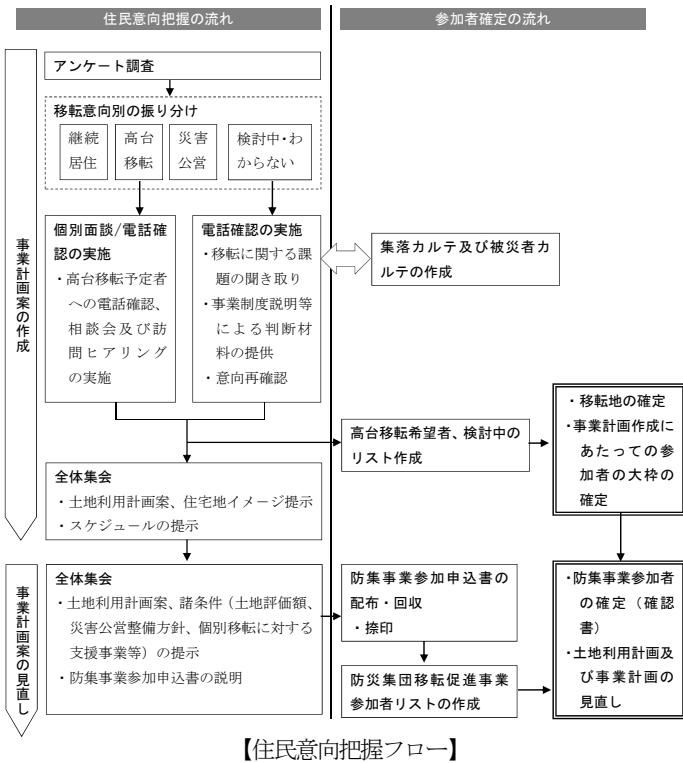 住民意向把握の流れ
参加者確定の流れ
事業計画案の作成
アンケート調査
移転意向別の振り分け
継続
居住
高台
移転
災害
公営
検討中・わ
からない
個別面談/電話確
認の実施
・高台移転予定者
への電話確認、
相談会及び訪
問ヒアリング
の実施
電話確認の実施
・移転に関する課
題の聞き取り
・事業制度説明等
による判断材
料の提供
・意向再確認
集落カルテ及び被災者カ
ルテの作成
高台移転希望者、検討中の
リスト作成
・移転地の確定
・事業計画作成に
あたっての参
加者の大枠の
確定
全体集会
・土地利用計画案、住宅地イメージ提示
・スケジュールの提示
事業計画案の見直し
全体集会
・土地利用計画案、諸条件（土地評価額、
災害公営整備方針、個別移転に対する
支援事業等）の提示
・防集事業参加申込書の説明
防集事業参加申込書の
配布・回収
・捺印
防災集団移転促進事業
参加者リストの作成
・防集事業参加者
の確定（確認
書）
・土地利用計画及
び事業計画の
見直し
【住民意向把握フロー】